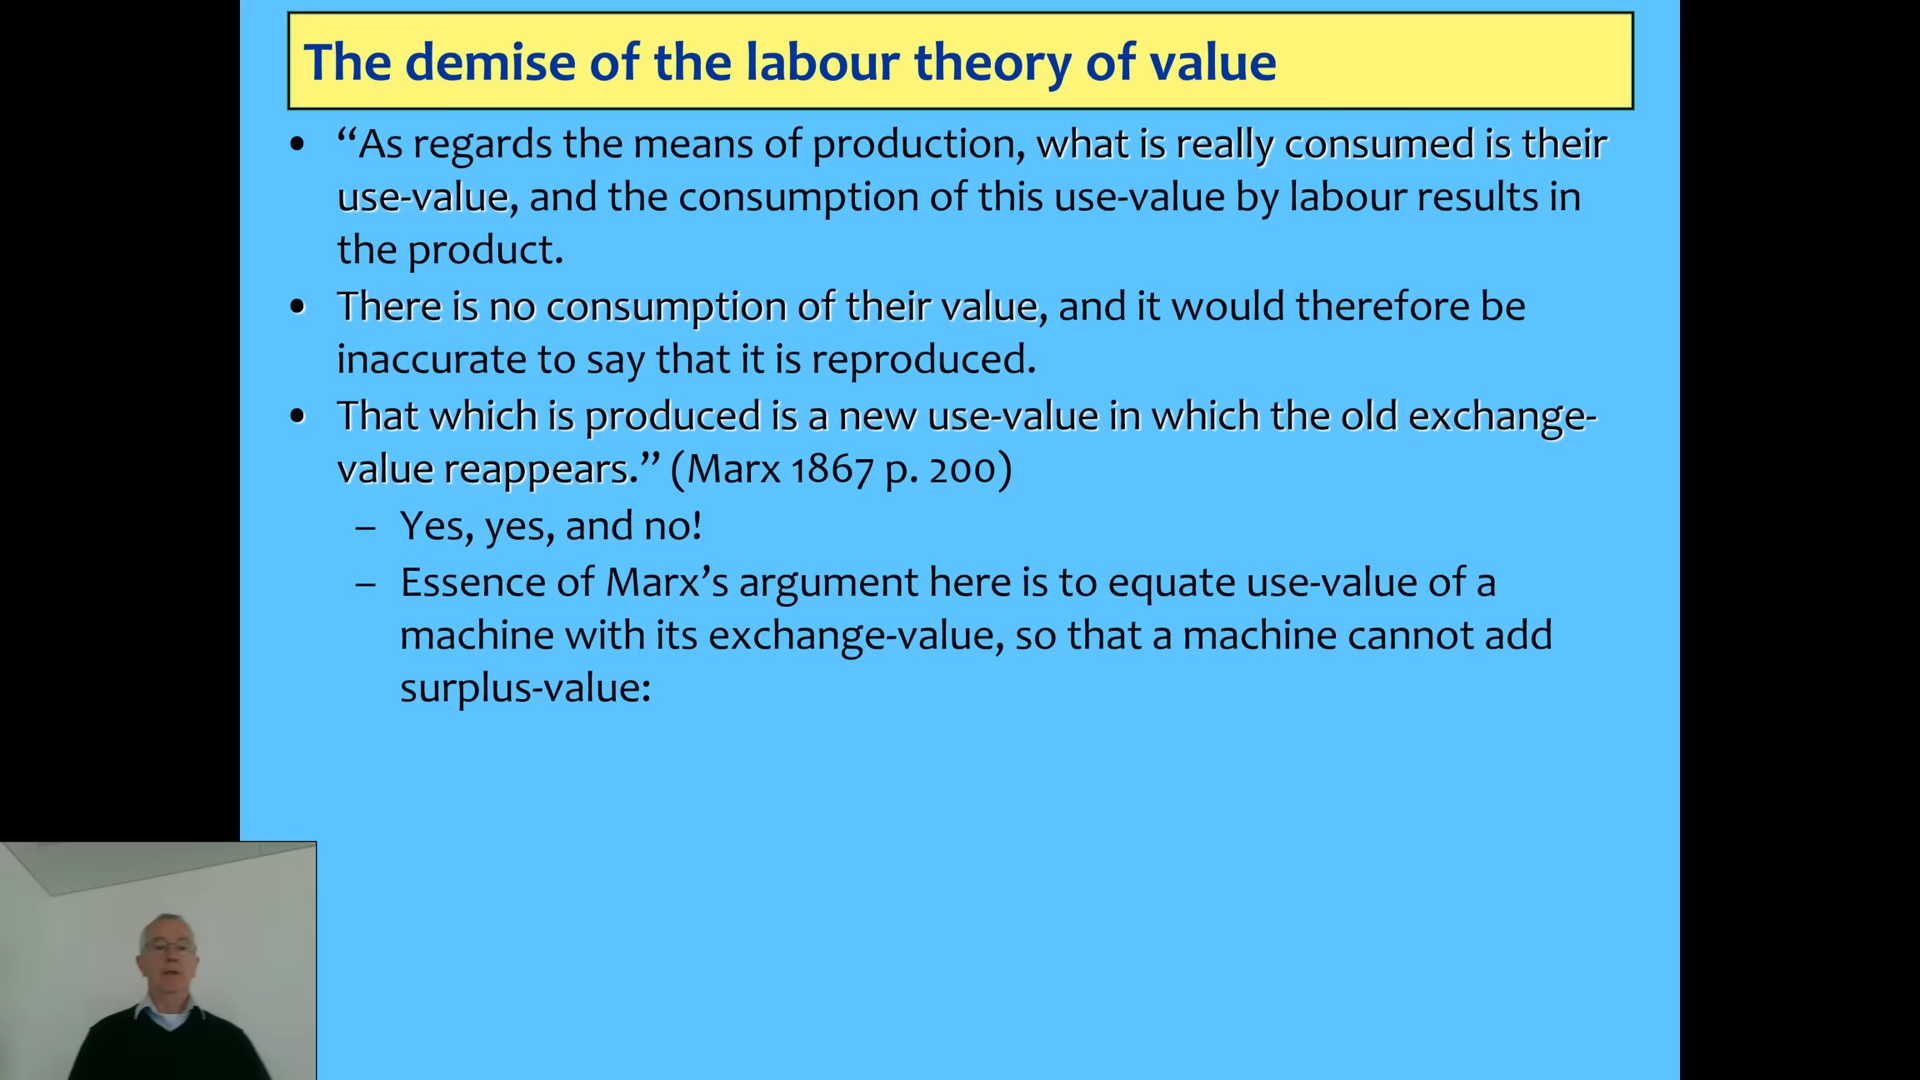 The demise of the labour theory of value
• “As regards the means of production, what is really consumed is their
use-value, and the consumption of this use-value by labour results in
the product.
• There is no consumption of their value, and it would therefore be
inaccurate to say that it is reproduced.
• That which is produced is a new use-value in which the old exchange-
value reappears.” (Marx 1867 p. 200)
– Yes, yes, and no!
– Essence of Marx’s argument here is to equate use-value of a
machine with its exchange-value, so that a machine cannot add
surplus-value: